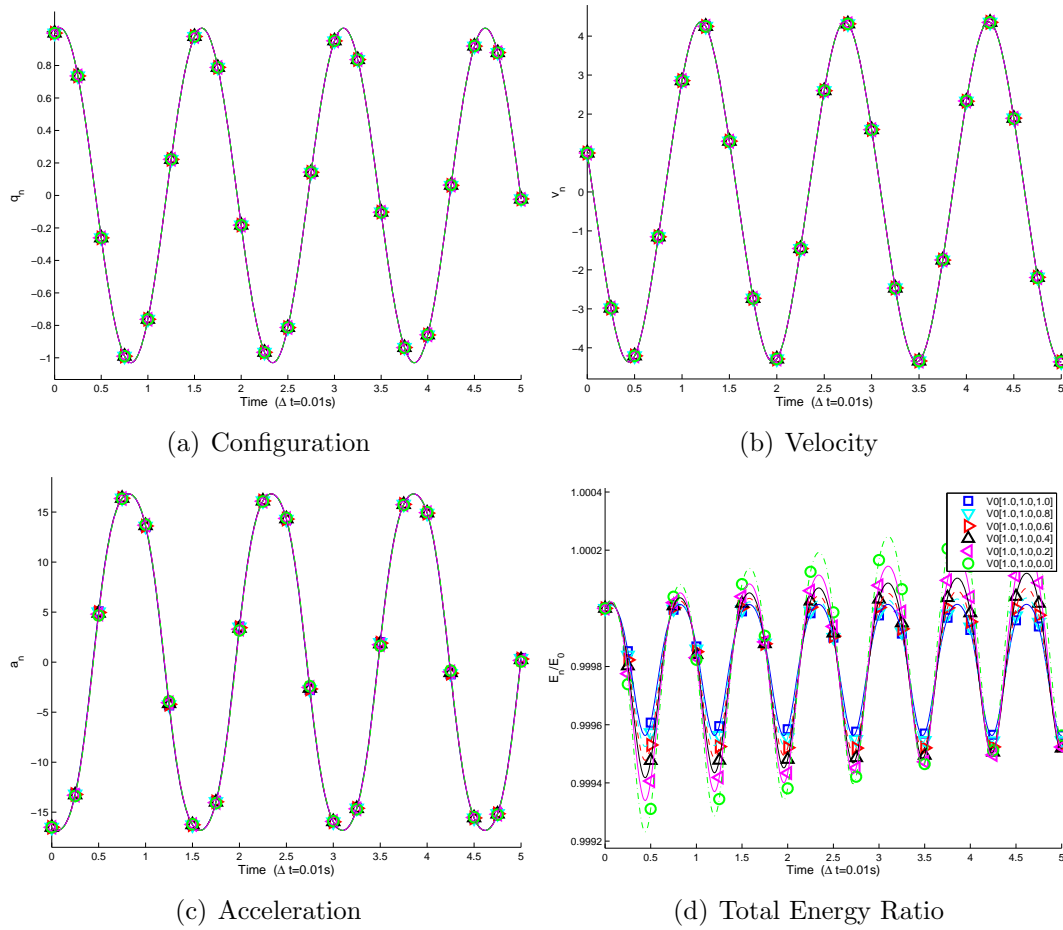 0.8
0.6
0.4
0.2
0
−0.2
−0.4
−0.6
−0.8
−1
q_n
0 0.5 1 1.5 2 2.5 3 3.5 4 4.5 5
Time (Δ t=0.01s)
(a) Configuration
4
3
2
1
0
−1
−2
−3
−4
v_n
0 0.5 1 1.5 2 2.5 3 3.5 4 4.5 5
Time (Δ t=0.01s)
(b) Velocity
15
10
5
0
−5
−10
−15
a_n
0 0.5 1 1.5 2 2.5 3 3.5 4 4.5 5
Time (Δ t=0.01s)
(c) Acceleration
1.0004
1.0002
1
0.9998
0.9996
0.9994
0.9992
E_n/E_0
V0[1.0,1.0,1.0]
V0[1.0,1.0,0.8]
V0[1.0,1.0,0.6]
V0[1.0,1.0,0.4]
V0[1.0,1.0,0.2]
V0[1.0,1.0,0.0]
0 0.5 1 1.5 2 2.5 3 3.5 4 4.5 5
Time (Δ t=0.01s)
(d) Total Energy Ratio